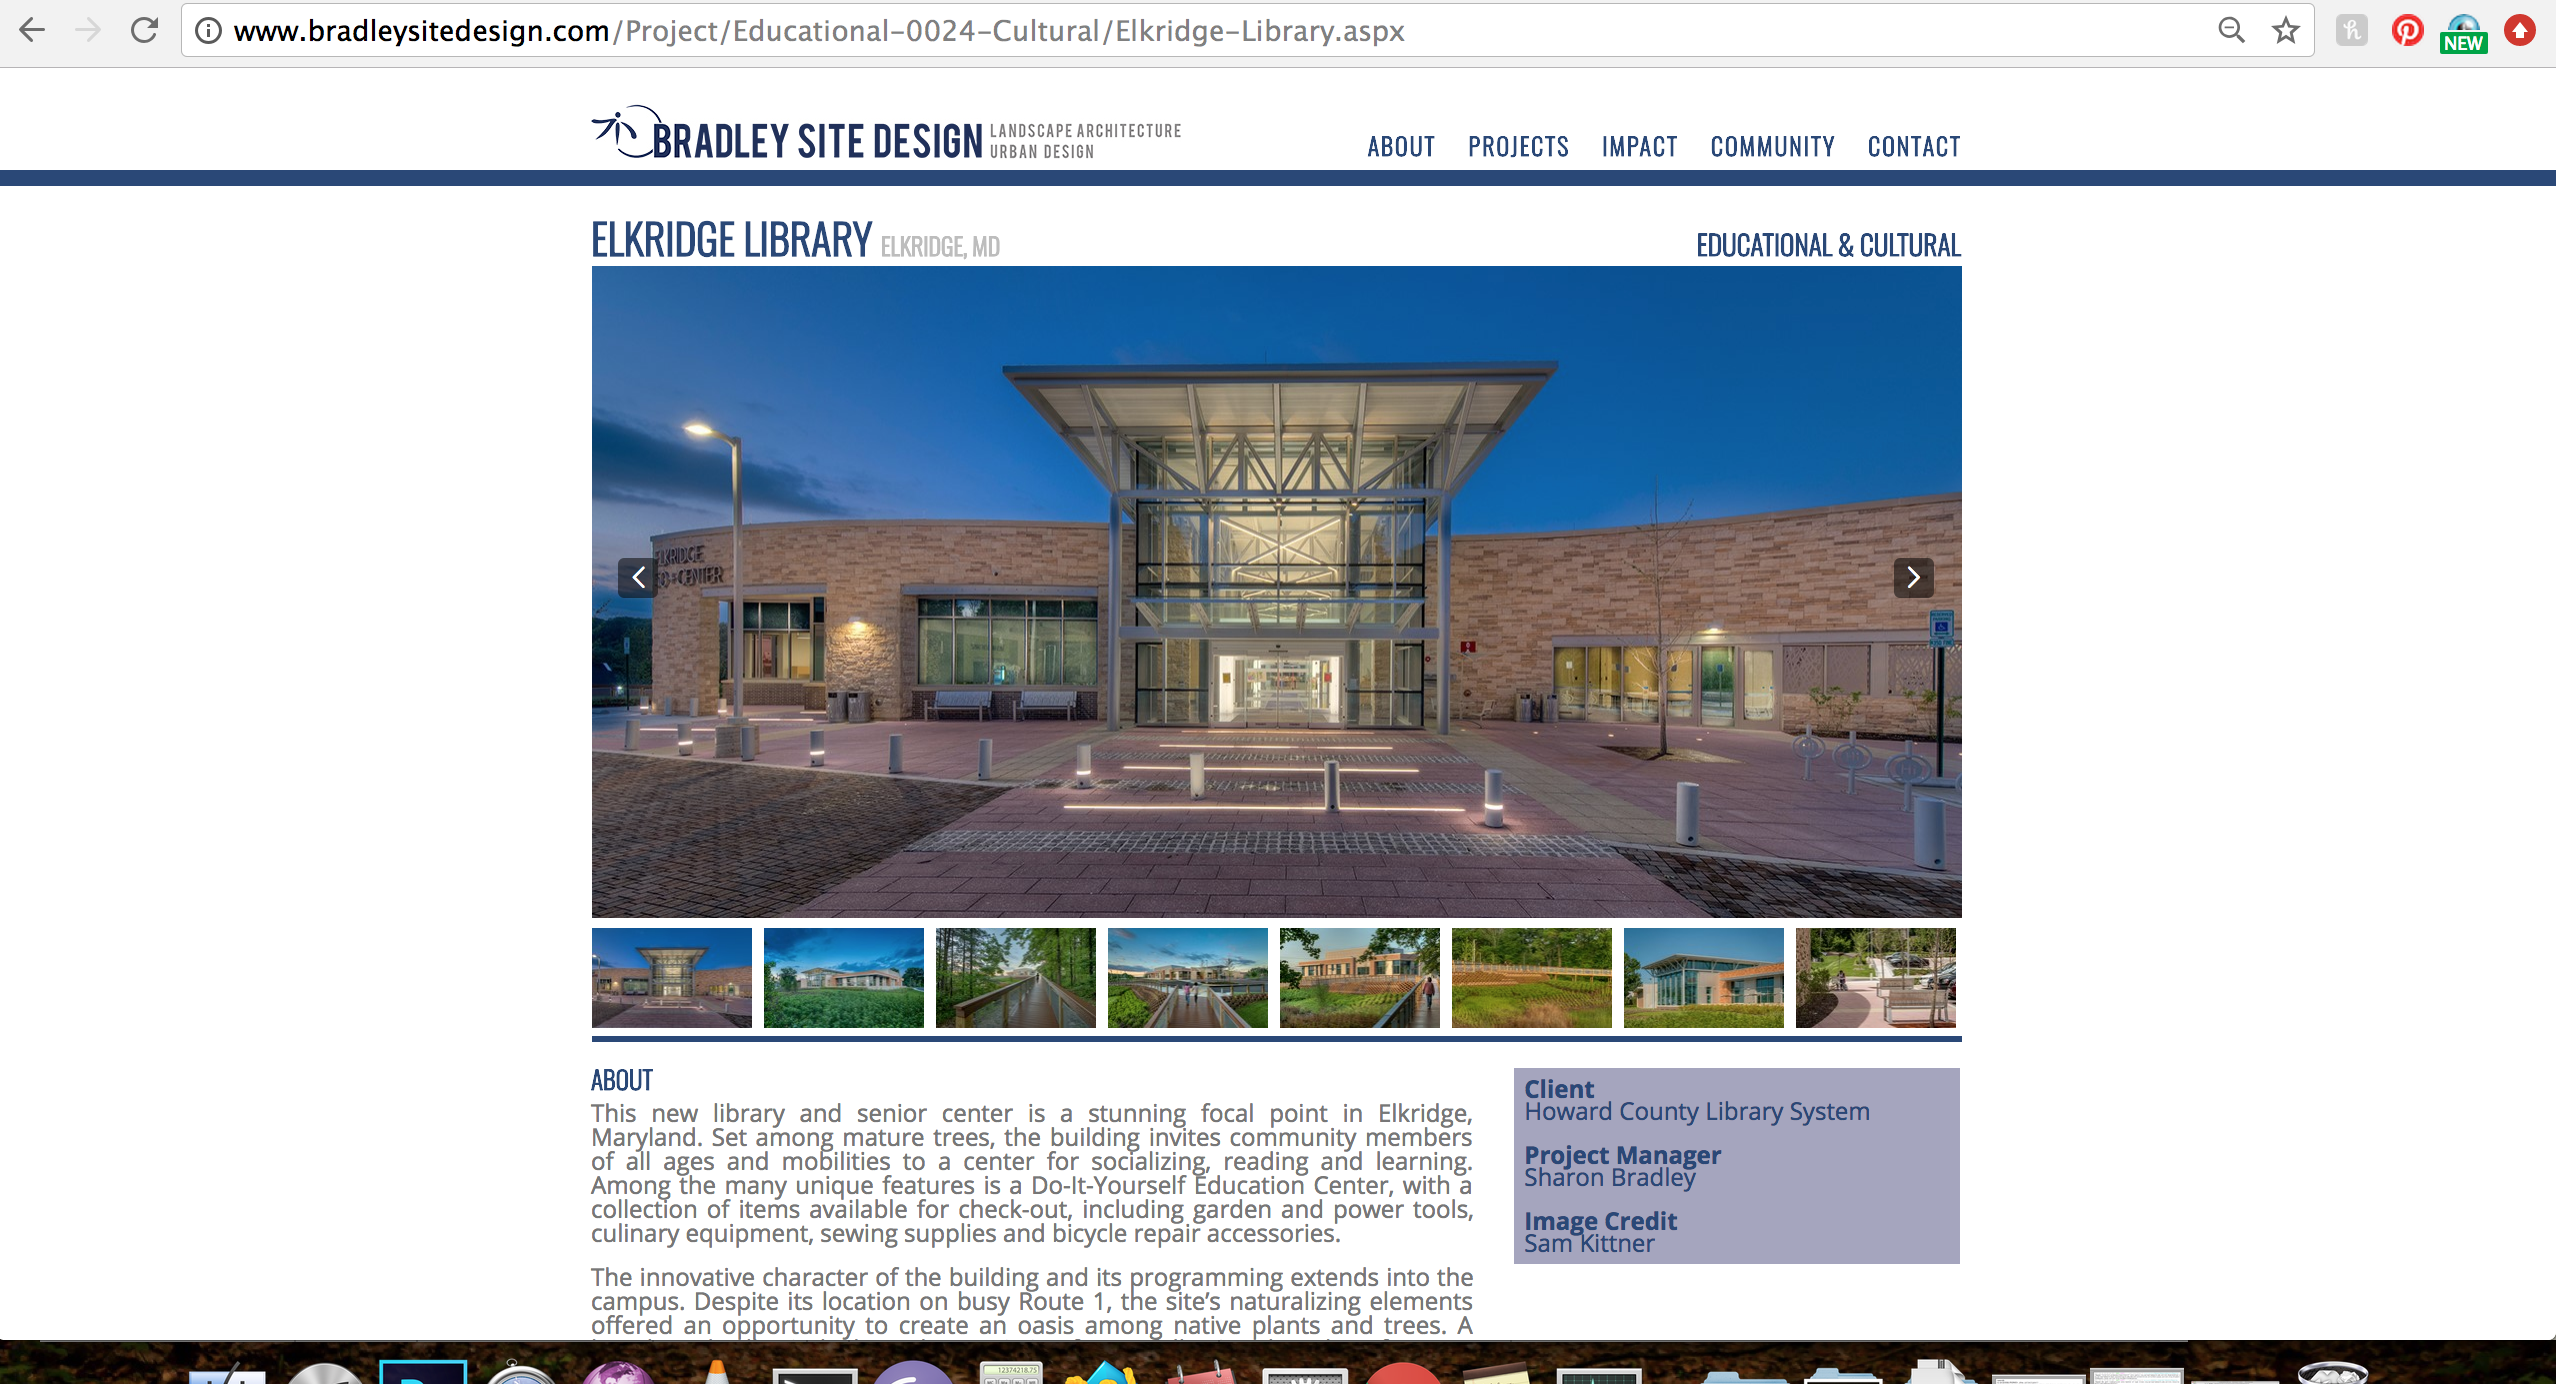 www.bradleysitedesign.com/Project/Educational-0024-Cultural/Elkridge-Library.aspx
NEW
BRADLEY SITE DESIGN LANDSCAPE ARCHITECTURE
URBAN DESIGN
ABOUT PROJECTS IMPACT COMMUNITY CONTACT
ELKRIDGE LIBRARY ELKRIDGE, MD
EDUCATIONAL & CULTURAL
CENTER
ABOUT
This new library and senior center is a stunning focal point in Elkridge,
Maryland. Set among mature trees, the building invites community members
of all ages and mobilities to a center for socializing, reading and learning.
Among the many unique features is a Do-It-Yourself Education Center, with a
collection of items available for check-out, including garden and power tools,
culinary equipment, sewing supplies and bicycle repair accessories.
The innovative character of the building and its programming extends into the
campus. Despite its location on busy Route 1, the site’s naturalizing elements
offered an opportunity to create an oasis among native plants and trees. A
Client
Howard County Library System
Project Manager
Sharon Bradley
Image Credit
Sam Kittner
12374218.75